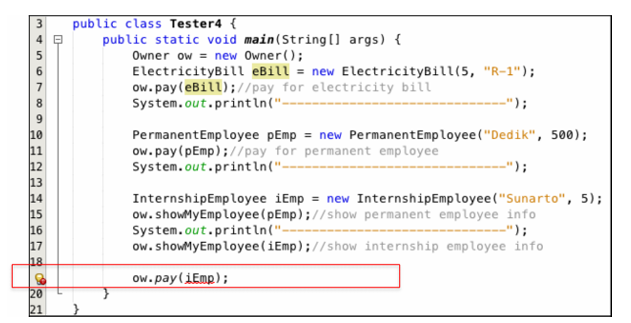 3 public class Tester4 {
4 public static void main(String[] args) {
5 Owner ow = new Owner();
6 ElectricityBill eBill = new ElectricityBill(5, "R-1");
7 ow.pay(eBill);//pay for electricity bill
8 System.out.println("------------------------------");
9
10 PermanentEmployee pEmp = new PermanentEmployee("Dedik", 500);
11 ow.pay(pEmp);//pay for permanent employee
12 System.out.println("------------------------------");
13
14 InternshipEmployee iEmp = new InternshipEmployee("Sunarto", 5);
15 ow.showMyEmployee(pEmp);//show permanent employee info
16 System.out.println("------------------------------");
17 ow.showMyEmployee(iEmp);//show internship employee info
18
ow.pay(iEmp);
20 }
21 }